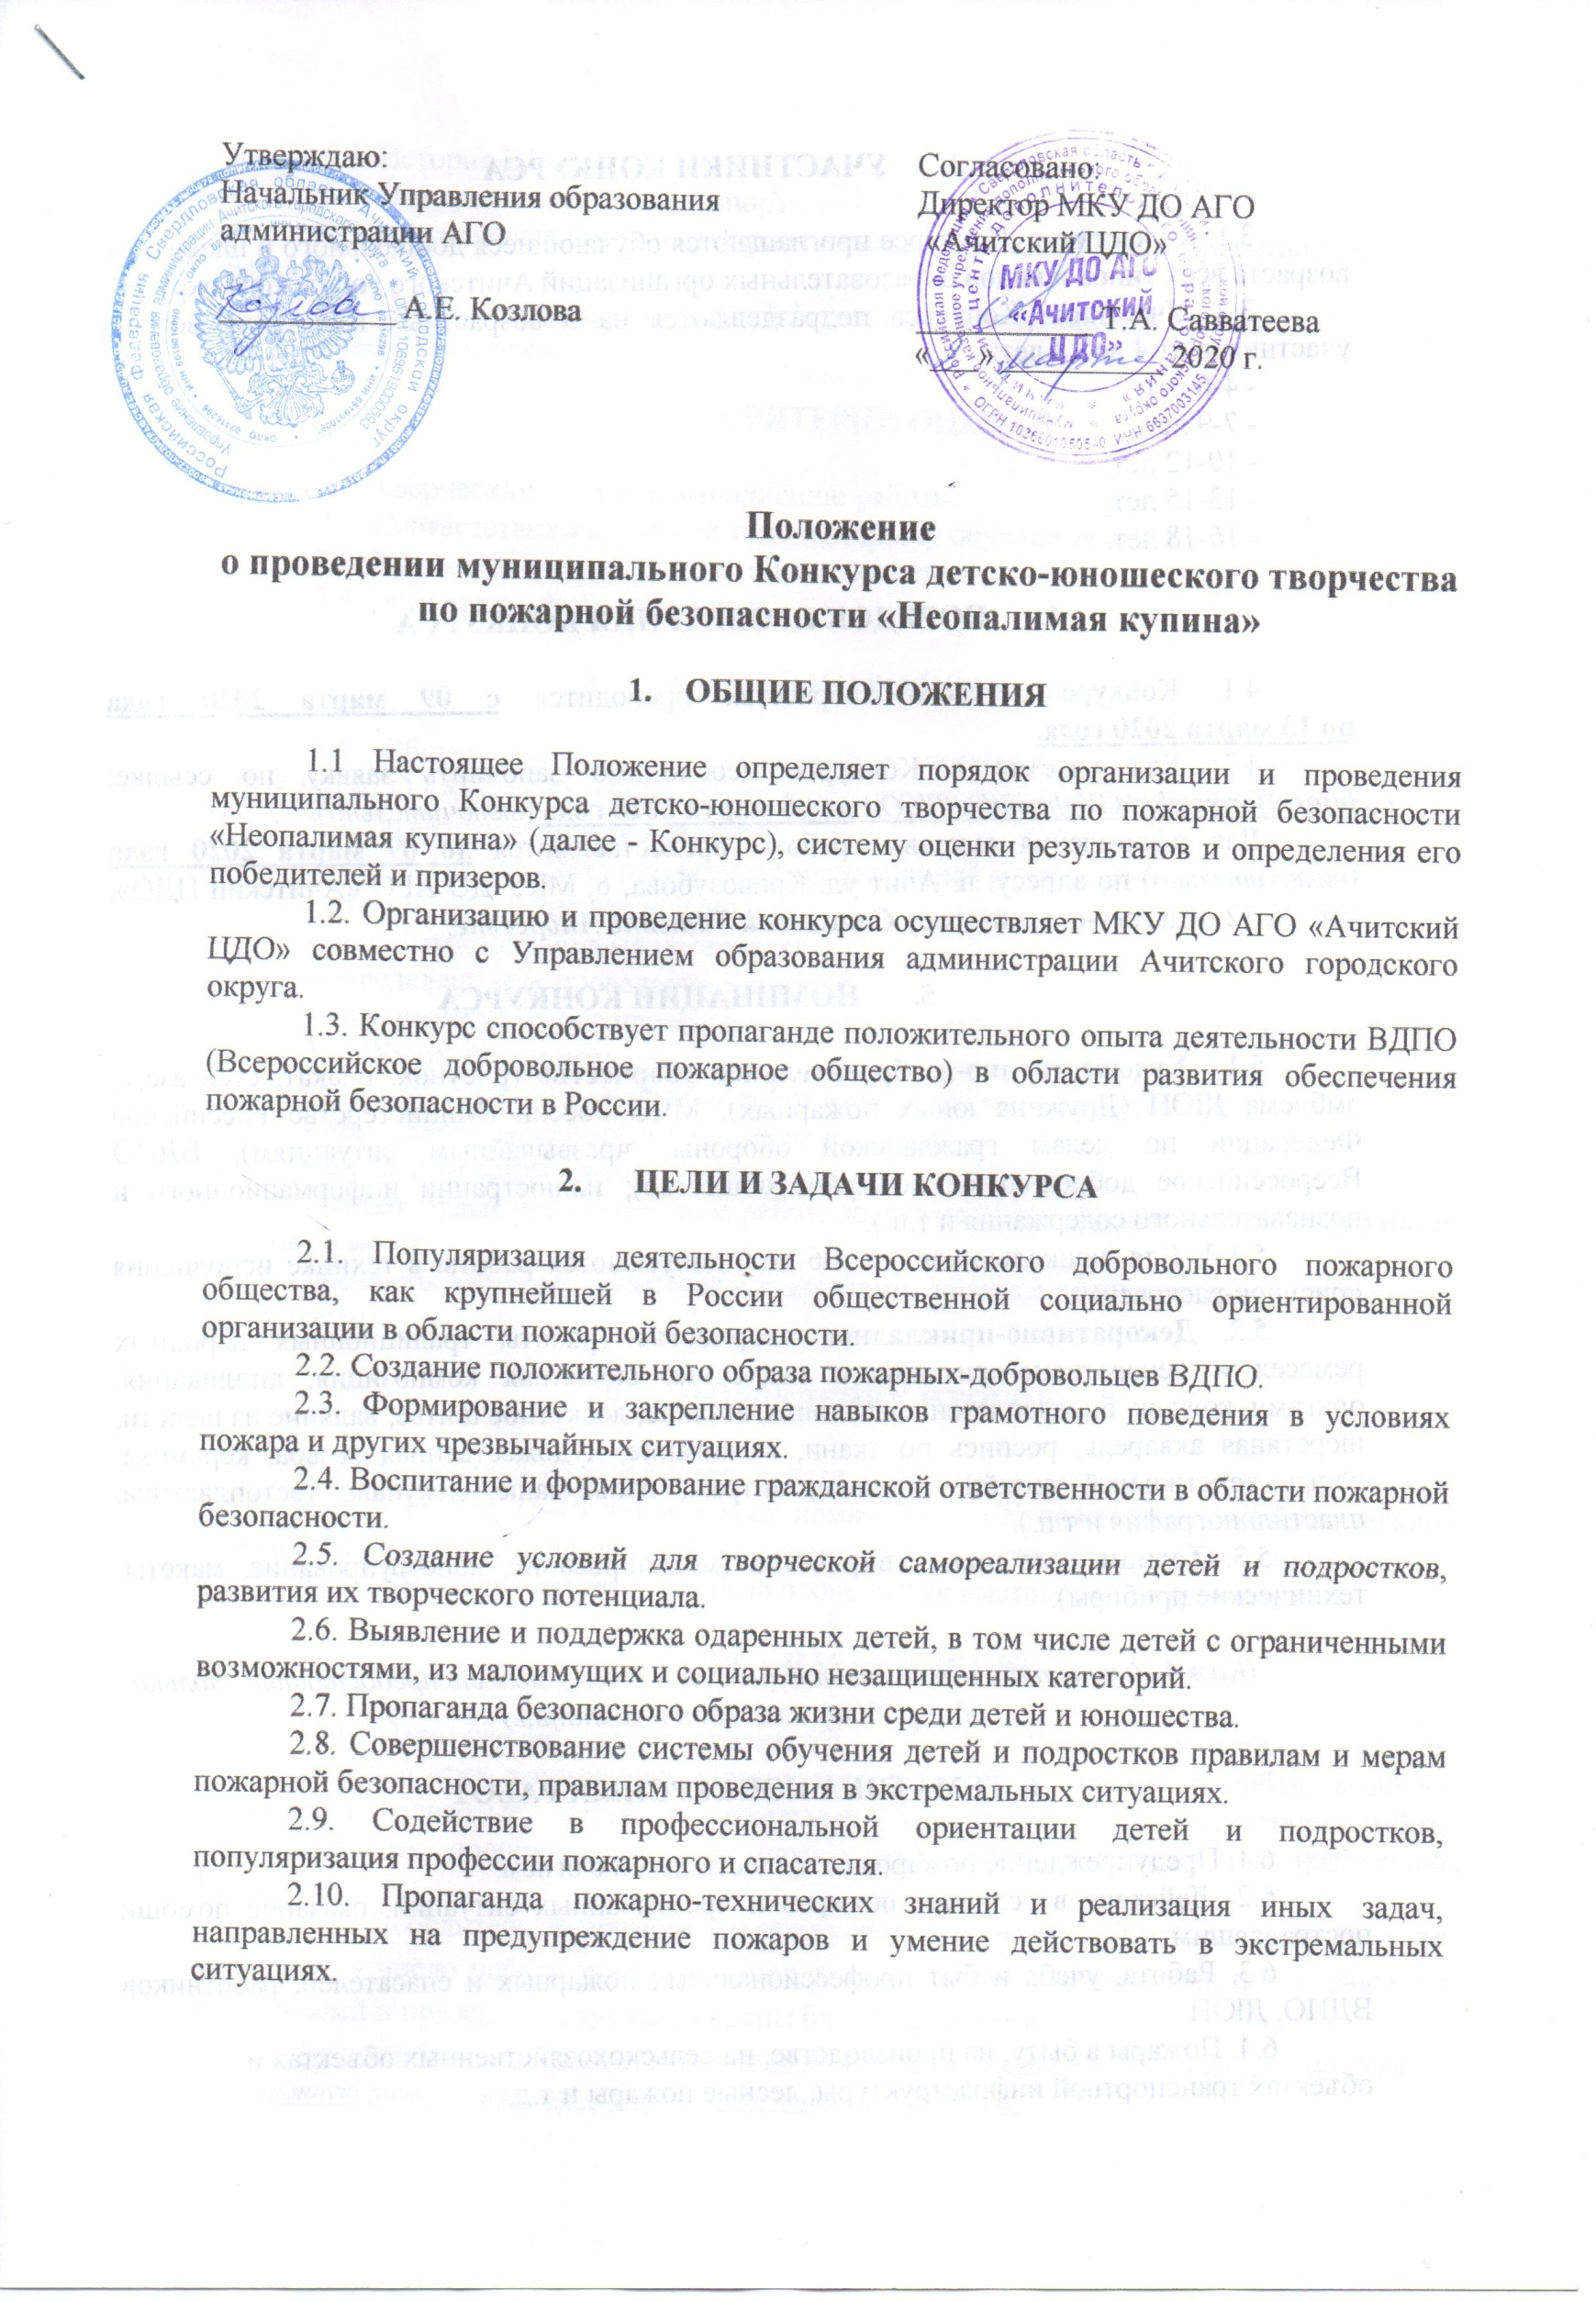 Утверждаю:
Начальник Управления образования
администрации АГО
Козлова А.Е. Козлова
Согласовано:
Директор МКУ ДО АГО
«Ачитский ЦДО»
МКУ ДО АГО
«Ачитский
ЦДО»
Т.А. Савватеева
«___» марта 2020 г.
ОГРН 1036601050540 ИНН 6637003145
Положение
о проведении муниципального Конкурса детско-юношеского творчества
по пожарной безопасности «Неопалимая купина»
1. ОБЩИЕ ПОЛОЖЕНИЯ
1.1 Настоящее Положение определяет порядок организации и проведения
муниципального Конкурса детско-юношеского творчества по пожарной безопасности
«Неопалимая купина» (далее - Конкурс), систему оценки результатов и определения его
победителей и призеров.
1.2. Организацию и проведение конкурса осуществляет МКУ ДО АГО «Ачитский
ЦДО» совместно с Управлением образования администрации Ачитского городского
округа.
1.3. Конкурс способствует пропаганде положительного опыта деятельности ВДПО
(Всероссийское добровольное пожарное общество) в области развития обеспечения
пожарной безопасности в России.
2. ЦЕЛИ И ЗАДАЧИ КОНКУРСА
2.1. Популяризация деятельности Всероссийского добровольного пожарного
общества, как крупнейшей в России общественной социально ориентированной
организации в области пожарной безопасности.
2.2. Создание положительного образа пожарных-добровольцев ВДПО.
2.3. Формирование и закрепление навыков грамотного поведения в условиях
пожара и других чрезвычайных ситуациях.
2.4. Воспитание и формирование гражданской ответственности в области пожарной
безопасности.
2.5. Создание условий для творческой самореализации детей и подростков,
развития их творческого потенциала.
2.6. Выявление и поддержка одаренных детей, в том числе детей с ограниченными
возможностями, из малоимущих и социально незащищенных категорий.
2.7. Пропаганда безопасного образа жизни среди детей и юношества.
2.8. Совершенствование системы обучения детей и подростков правилам и мерам
пожарной безопасности, правилам проведения в экстремальных ситуациях.
2.9. Содействие в профессиональной ориентации детей и подростков,
популяризация профессии пожарного и спасателя.
2.10. Пропаганда пожарно-технических знаний и реализация иных задач,
направленных на предупреждение пожаров и умение действовать в экстремальных
ситуациях.